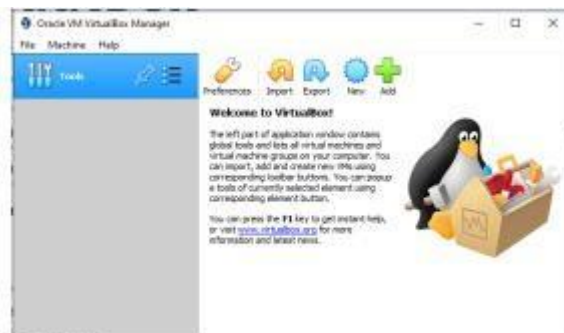 Oracle VM VirtualBox Manager
File Machine Help
Tools
Preferences Import Export New Add
Welcome to VirtualBox!
The left part of application window contains
global tools and lists all virtual machines and
virtual machine groups on your computer. You
can import, add and create new VMs using
corresponding toolbar buttons. You can popup
a tools of currently selected element using
corresponding element button.
You can press the F1 key to get instant help,
or visit www.virtualbox.org for more
information and latest news.